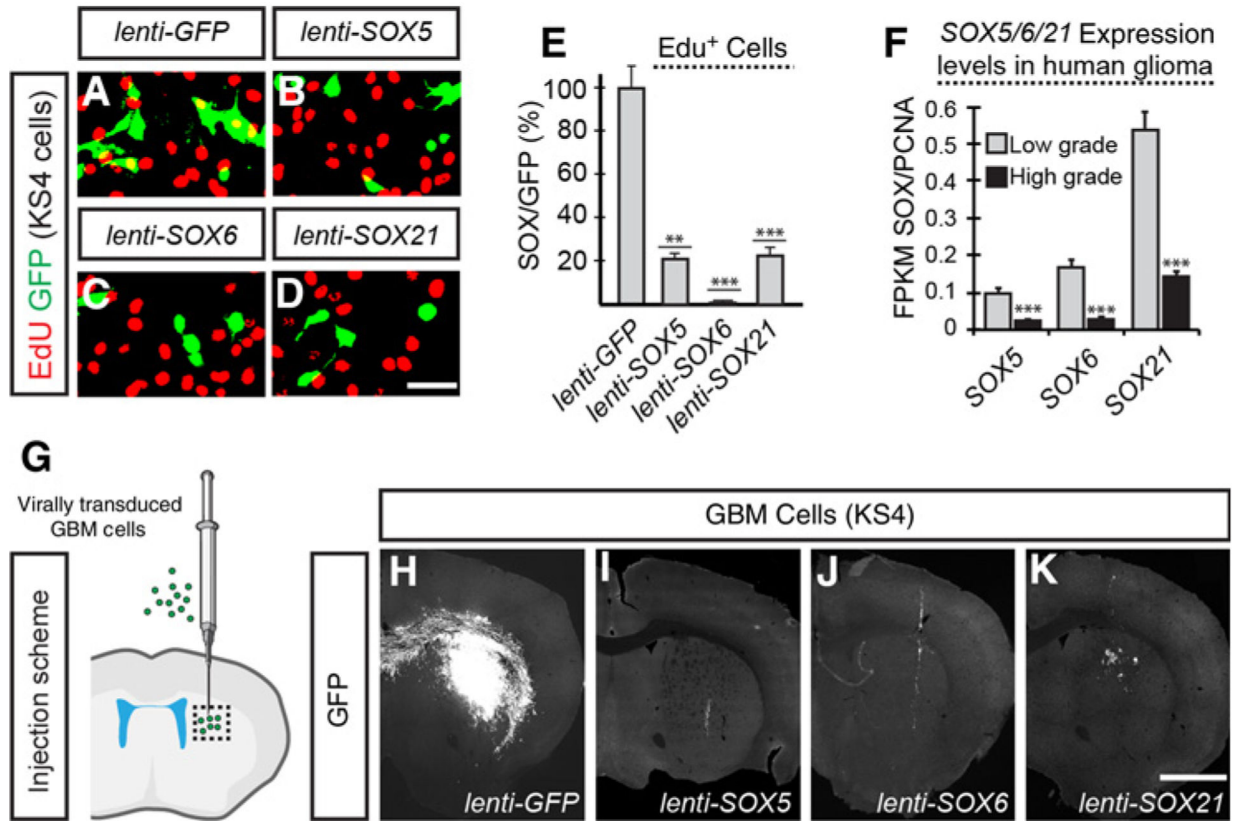 lenti-GFP
lenti-SOX5
A
B
lenti-SOX6
lenti-SOX21
C
D
EdU GFP (KS4 cells)
E
Edu+ Cells
SOX/GFP (%)
100
80
60
40
20
**
***
***
lenti-GFP
lenti-SOX5
lenti-SOX6
lenti-SOX21
F
SOX5/6/21 Expression
levels in human glioma
FPKM SOX/PCNA
0.6
0.5
0.4
0.3
0.2
0.1
0
Low grade
High grade
***
***
***
SOX5
SOX6
SOX21
G
Virally transduced
GBM cells
Injection scheme
GFP
GBM Cells (KS4)
H
I
J
K
lenti-GFP
lenti-SOX5
lenti-SOX6
lenti-SOX21